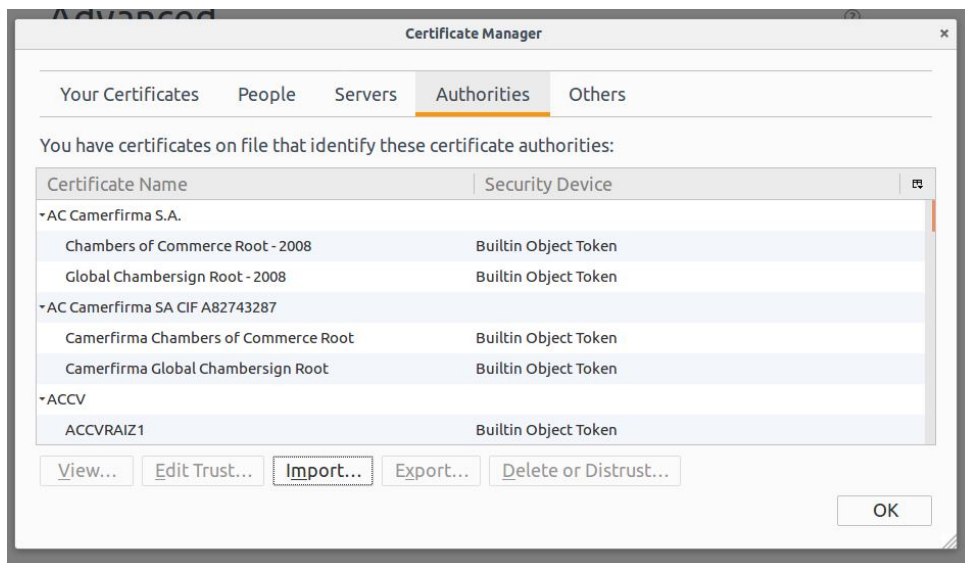 Advanced
Certificate Manager
Your Certificates People Servers Authorities Others
You have certificates on file that identify these certificate authorities:
Certificate Name Security Device
AC Camerfirma S.A.
Chambers of Commerce Root - 2008 Builtin Object Token
Global Chambersign Root - 2008 Builtin Object Token
AC Camerfirma SA CIF A82743287
Camerfirma Chambers of Commerce Root Builtin Object Token
Camerfirma Global Chambersign Root Builtin Object Token
ACCV
ACCVRAIZ1 Builtin Object Token
View... Edit Trust... Import... Export... Delete or Distrust...
OK